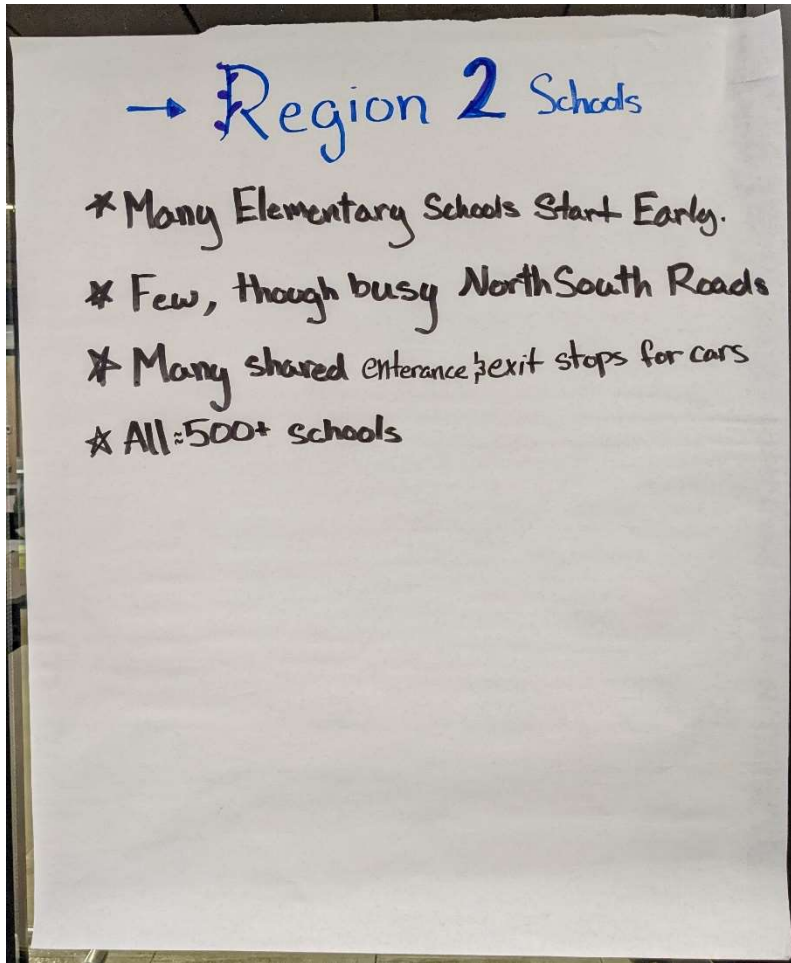 → Region 2 Schools
* Many Elementary Schools Start Early.
* Few, though busy North South Roads
* Many shared enterance & exit stops for cars
* All ≈ 500+ schools